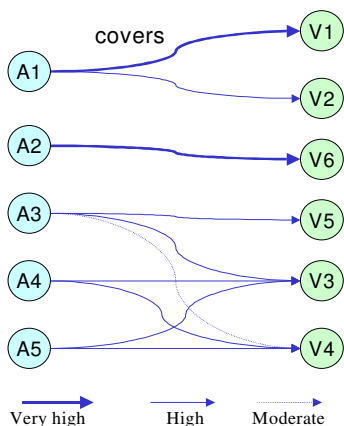 covers
V1
A1
V2
A2
V6
A3
V5
A4
V3
A5
V4
Very high
High
Moderate